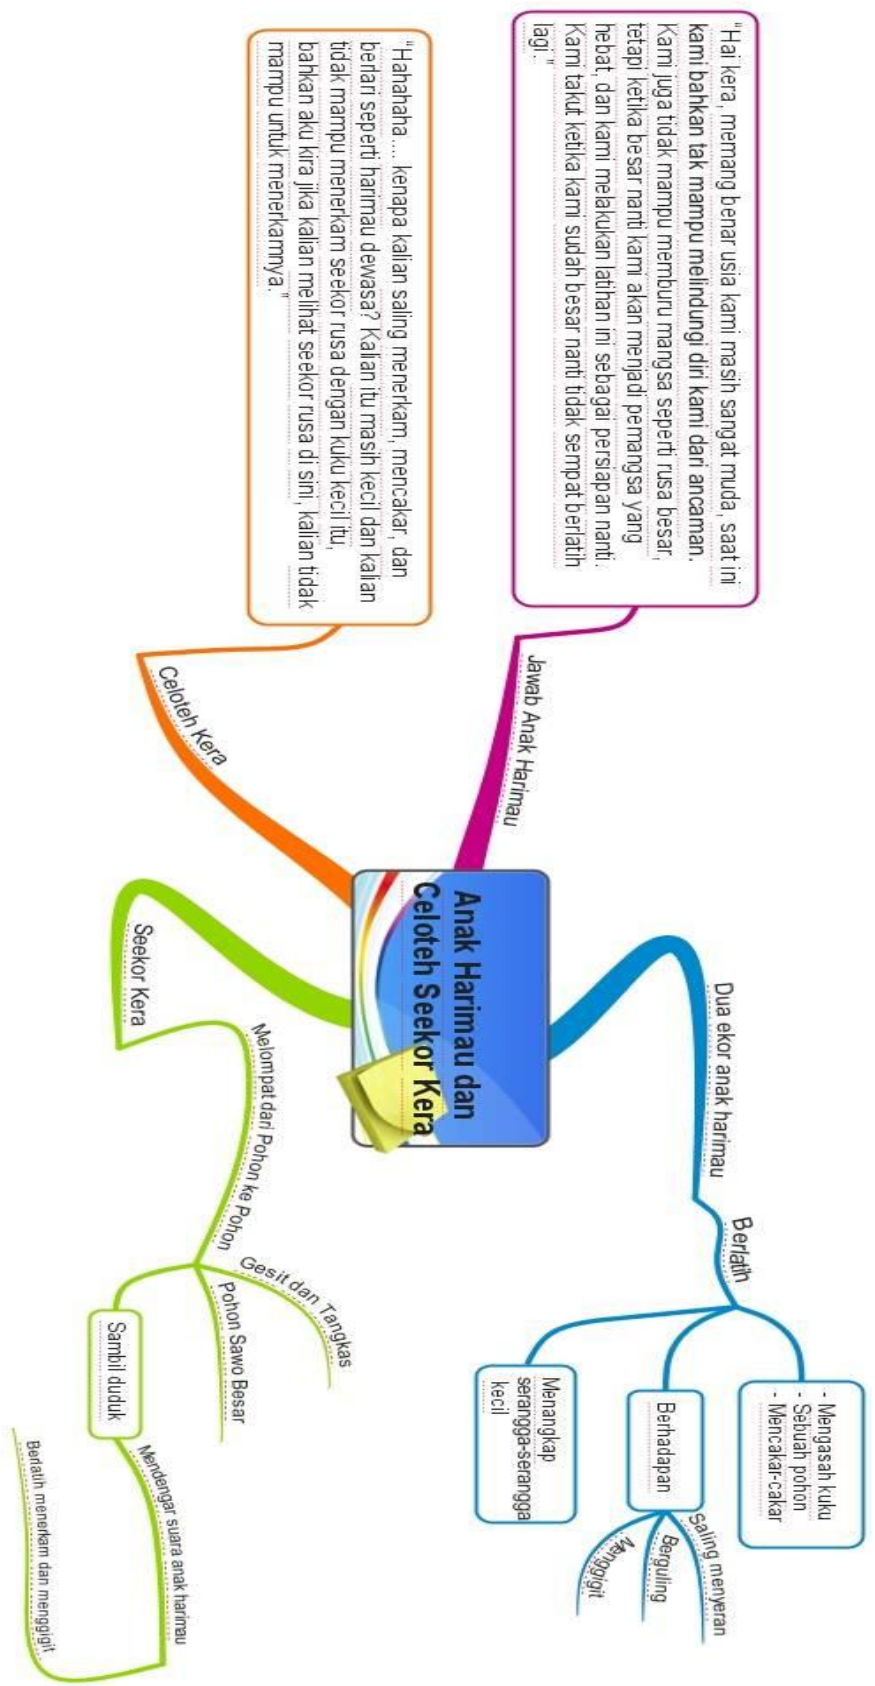 Anak Harimau dan
Celoteh Seekor Kera
Dua ekor anak harimau
Berlatih
- Mengasah kuku
- Sebuah pohon
- Mencakar-cakar
Berhadapan
Saling menyeran
Berguling
Manggigit
Menangkap
serangga-serangga
kecil
Seekor Kera
Melompat dari Pohon ke Pohon
Gesit dan Tangkas
Pohon Sawo Besar
Sambil duduk
Mendengar suara anak harimau
Berlatih menerkam dan menggigit
Celoteh Kera
"Hahahaha .... kenapa kalian saling menerkam, mencakar, dan
berlari seperti harimau dewasa? Kalian itu masih kecil dan kalian
tidak mampu menerkam seekor rusa dengan kuku kecil itu,
bahkan aku kira jika kalian melihat seekor rusa di sini, kalian tidak
mampu untuk menerkamnya."
Jawab Anak Harimau
"Hai kera, memang benar usia kami masih sangat muda, saat ini
kami bahkan tak mampu melindungi diri kami dari ancaman.
Kami juga tidak mampu memburu mangsa seperti rusa besar,
tetapi ketika besar nanti kami akan menjadi pemangsa yang
hebat, dan kami melakukan latihan ini sebagai persiapan nanti.
Kami takut ketika kami sudah besar nanti tidak sempat berlatih
lagi."